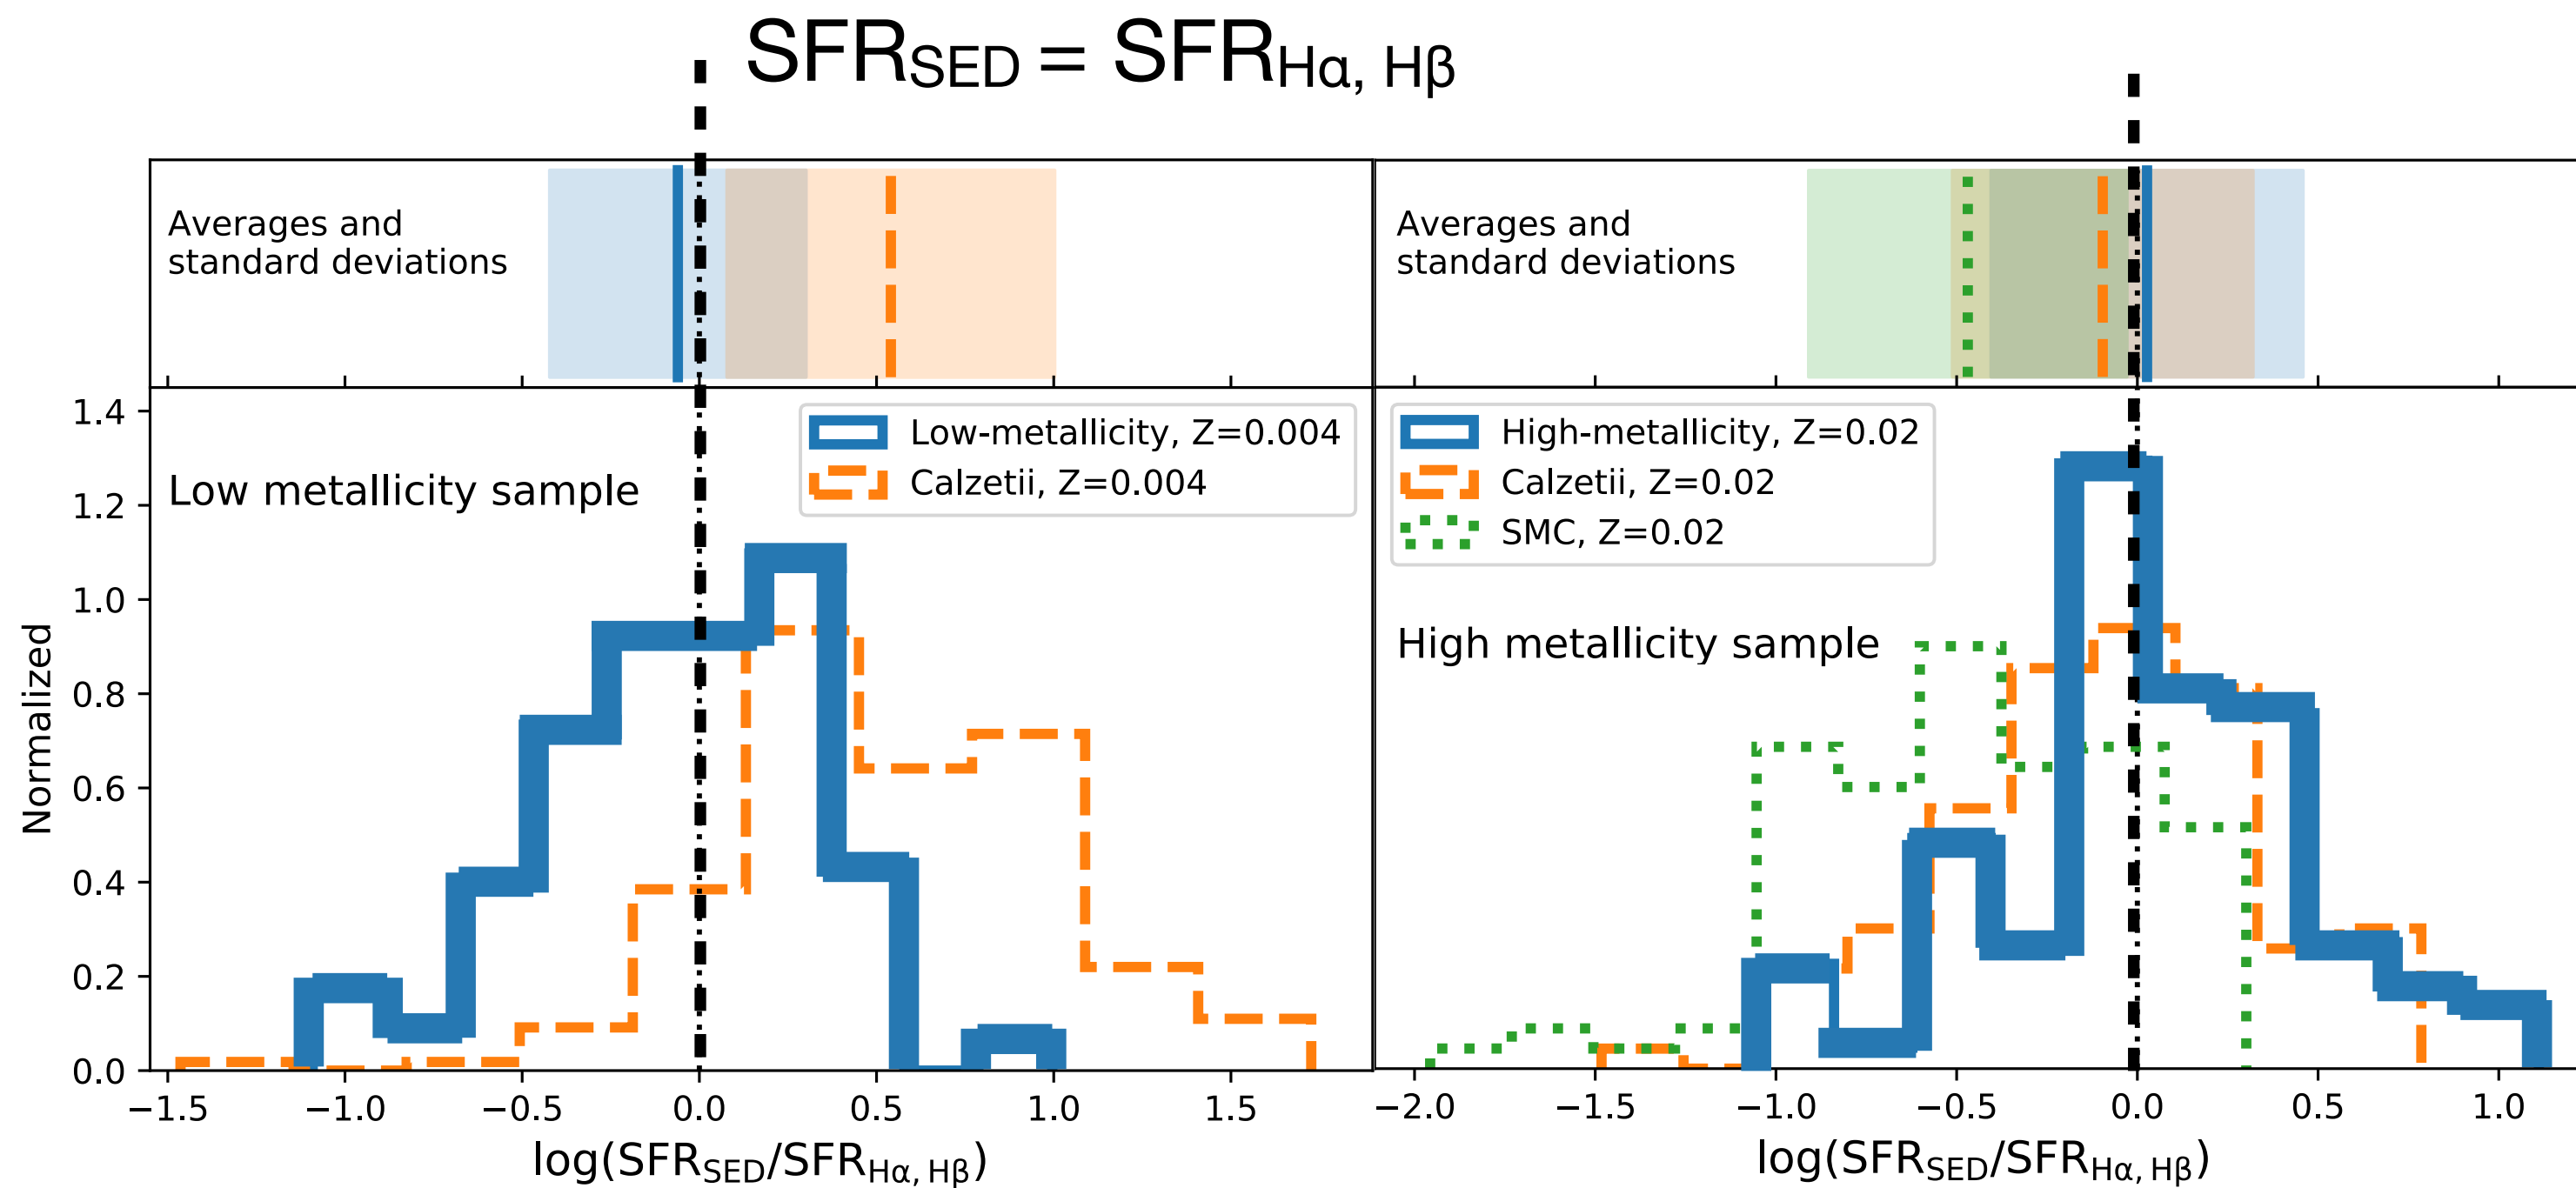 SFRSED = SFRHα, Hβ
Averages and
standard deviations
Averages and
standard deviations
1.4
1.2
1.0
0.8
0.6
0.4
0.2
0.0
Normalized
Low-metallicity, Z=0.004
Calzetii, Z=0.004
Low metallicity sample
High-metallicity, Z=0.02
Calzetii, Z=0.02
SMC, Z=0.02
High metallicity sample
−1.5 −1.0 −0.5 0.0 0.5 1.0 1.5
−2.0 −1.5 −1.0 −0.5 0.0 0.5 1.0
log(SFRSED/SFRHα, Hβ)
log(SFRSED/SFRHα, Hβ)